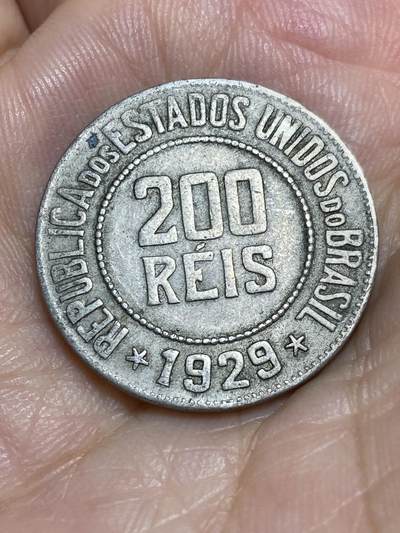 REPUBLICA DOS ESTADOS UNIDOS DO BRASIL
200
RÉIS
★ 1929 ★